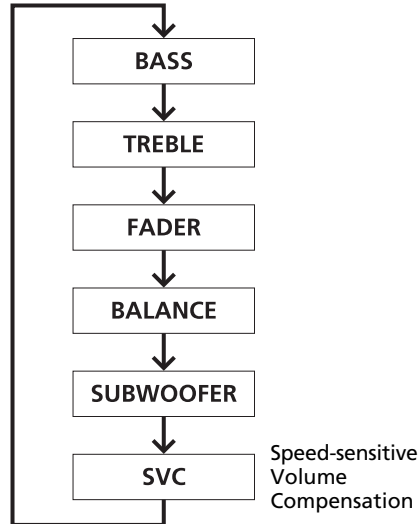 BASS
TREBLE
FADER
BALANCE
SUBWOOFER
SVC
Speed-sensitive
Volume
Compensation